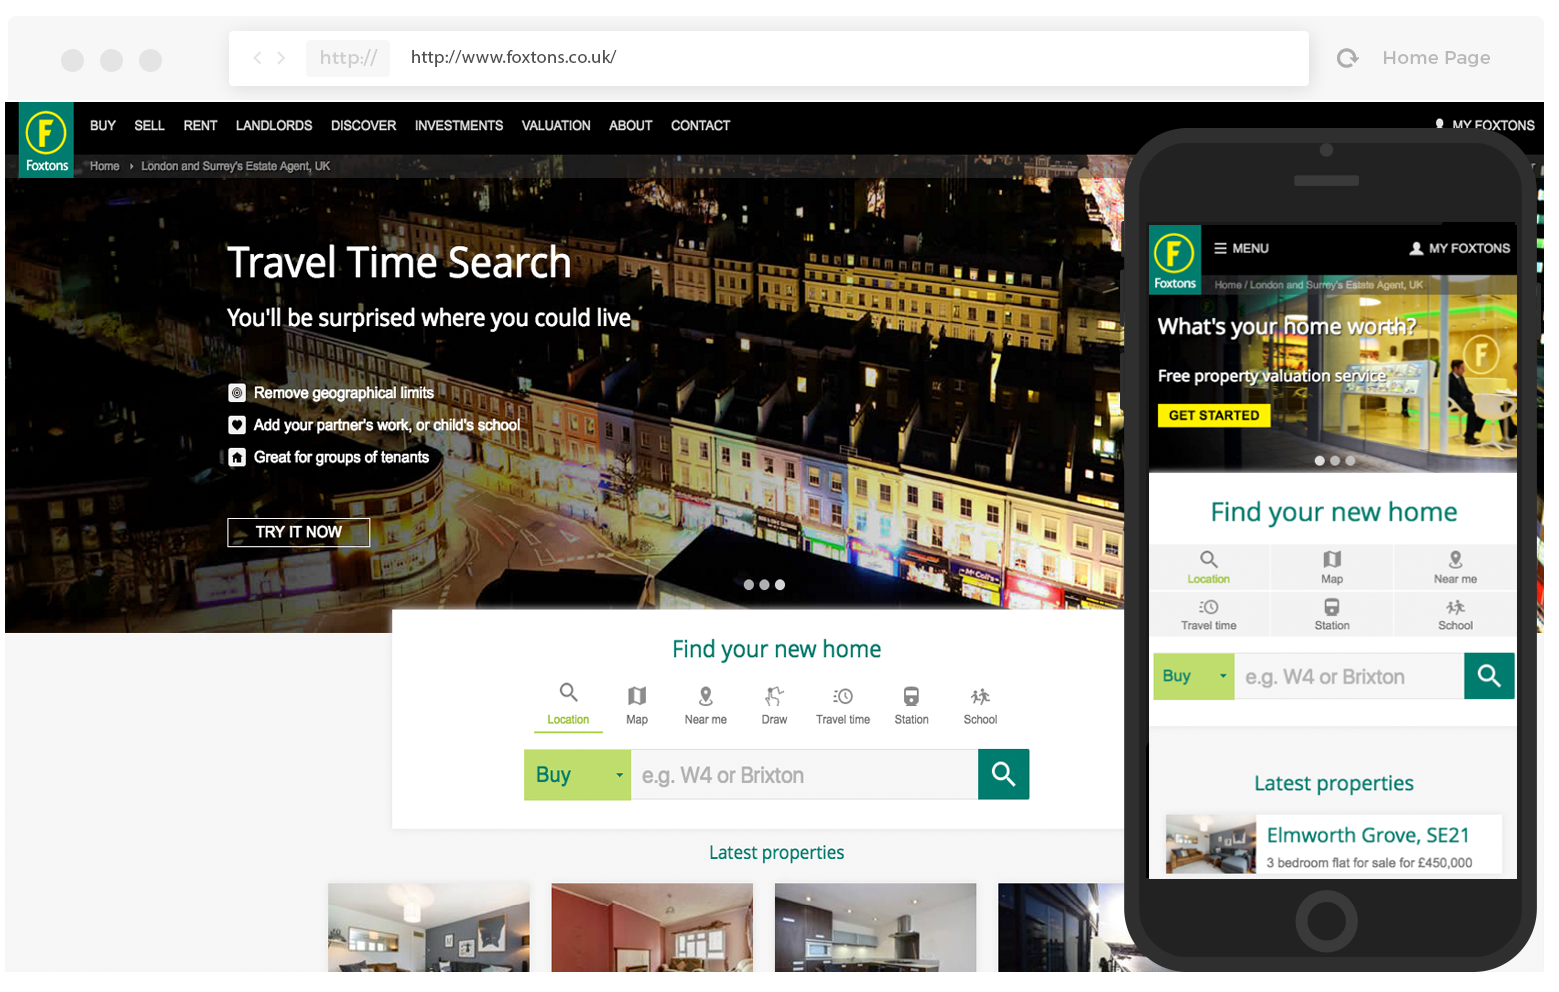 http://
http://www.foxtons.co.uk/
Home Page
F
Foxtons
BUY SELL RENT LANDLORDS DISCOVER INVESTMENTS VALUATION ABOUT CONTACT
MY FOXTONS
Home › London and Surrey's Estate Agent, UK
Travel Time Search
You'll be surprised where you could live
Remove geographical limits
Add your partner's work, or child's school
Great for groups of tenants
TRY IT NOW
McColl's
Find your new home
Location Map Near me Draw Travel time Station School
Buy e.g. W4 or Brixton
Latest properties
F
Foxtons
MENU
MY FOXTONS
Home / London and Surrey's Estate Agent, UK
What's your home worth?
F
Free property valuation service
GET STARTED
Find your new home
Location Map Near me
Travel time Station School
Buy e.g. W4 or Brixton
Latest properties
Elmworth Grove, SE21
3 bedroom flat for sale for £450,000